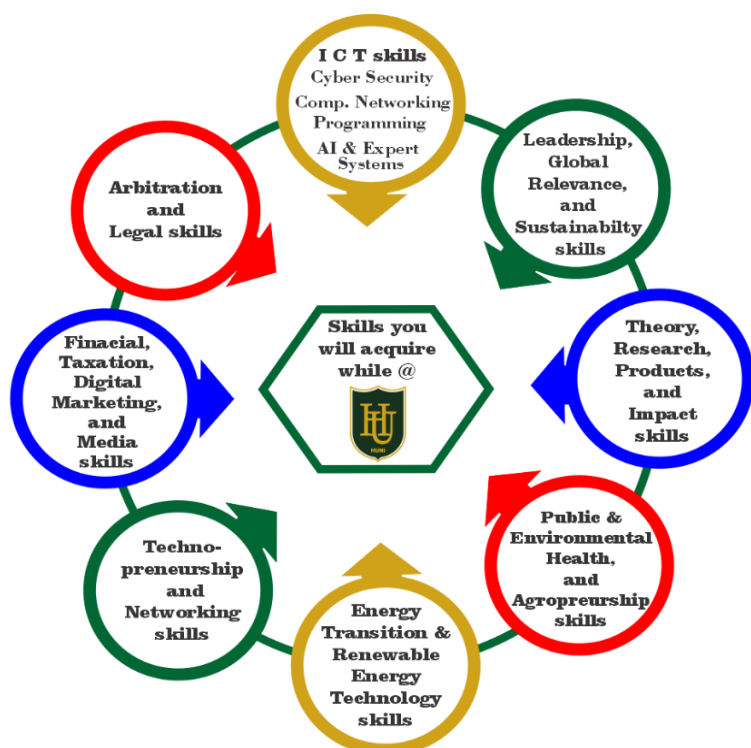 I C T skills
Cyber Security
Comp. Networking
Programming
AI & Expert
Systems
Leadership,
Global
Relevance,
and
Sustainabilty
skills
Theory,
Research,
Products,
and
Impact
skills
Public &
Environmental
Health,
and
Agropreurship
skills
Energy
Transition &
Renewable
Energy
Technology
skills
Techno-
preneurship
and
Networking
skills
Finacial,
Taxation,
Digital
Marketing,
and
Media
skills
Arbitration
and
Legal skills
Skills you
will acquire
while @
HU
HUNI